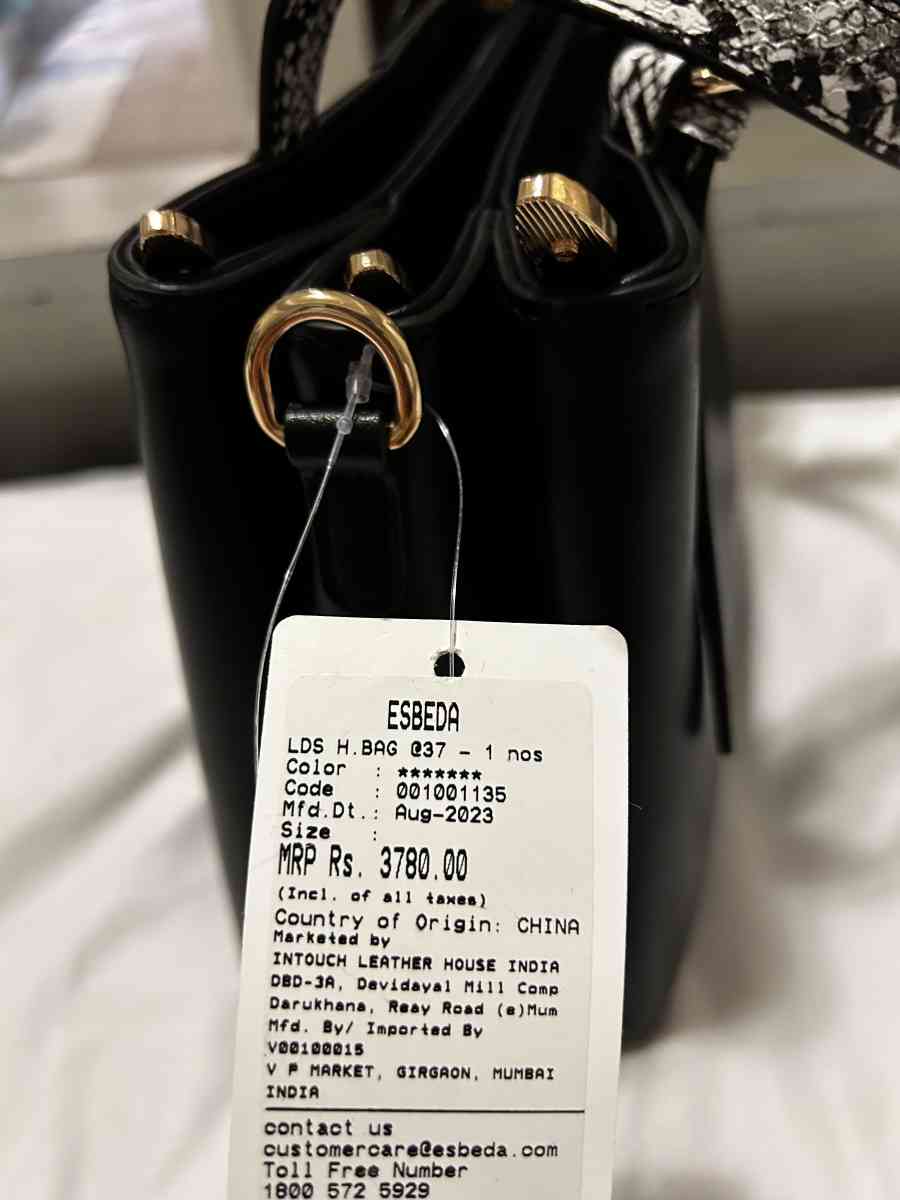 ESBEDA
LDS H.BAG @37 - 1 nos
Color : *******
Code : 001001135
Mfd.Dt.: Aug-2023
Size :
MRP Rs. 3780.00
(Incl. of all taxes)
Country of Origin: CHINA
Marketed by
INTOUCH LEATHER HOUSE INDIA
DBD-3A, Devidayal Mill Comp
Darukhana, Reay Road (e)Mum
Mfd. By/ Imported By
V00100015
V P MARKET, GIRGAON, MUMBAI
INDIA
contact us
customercare@esbeda.com
Toll Free Number
1800 572 5929